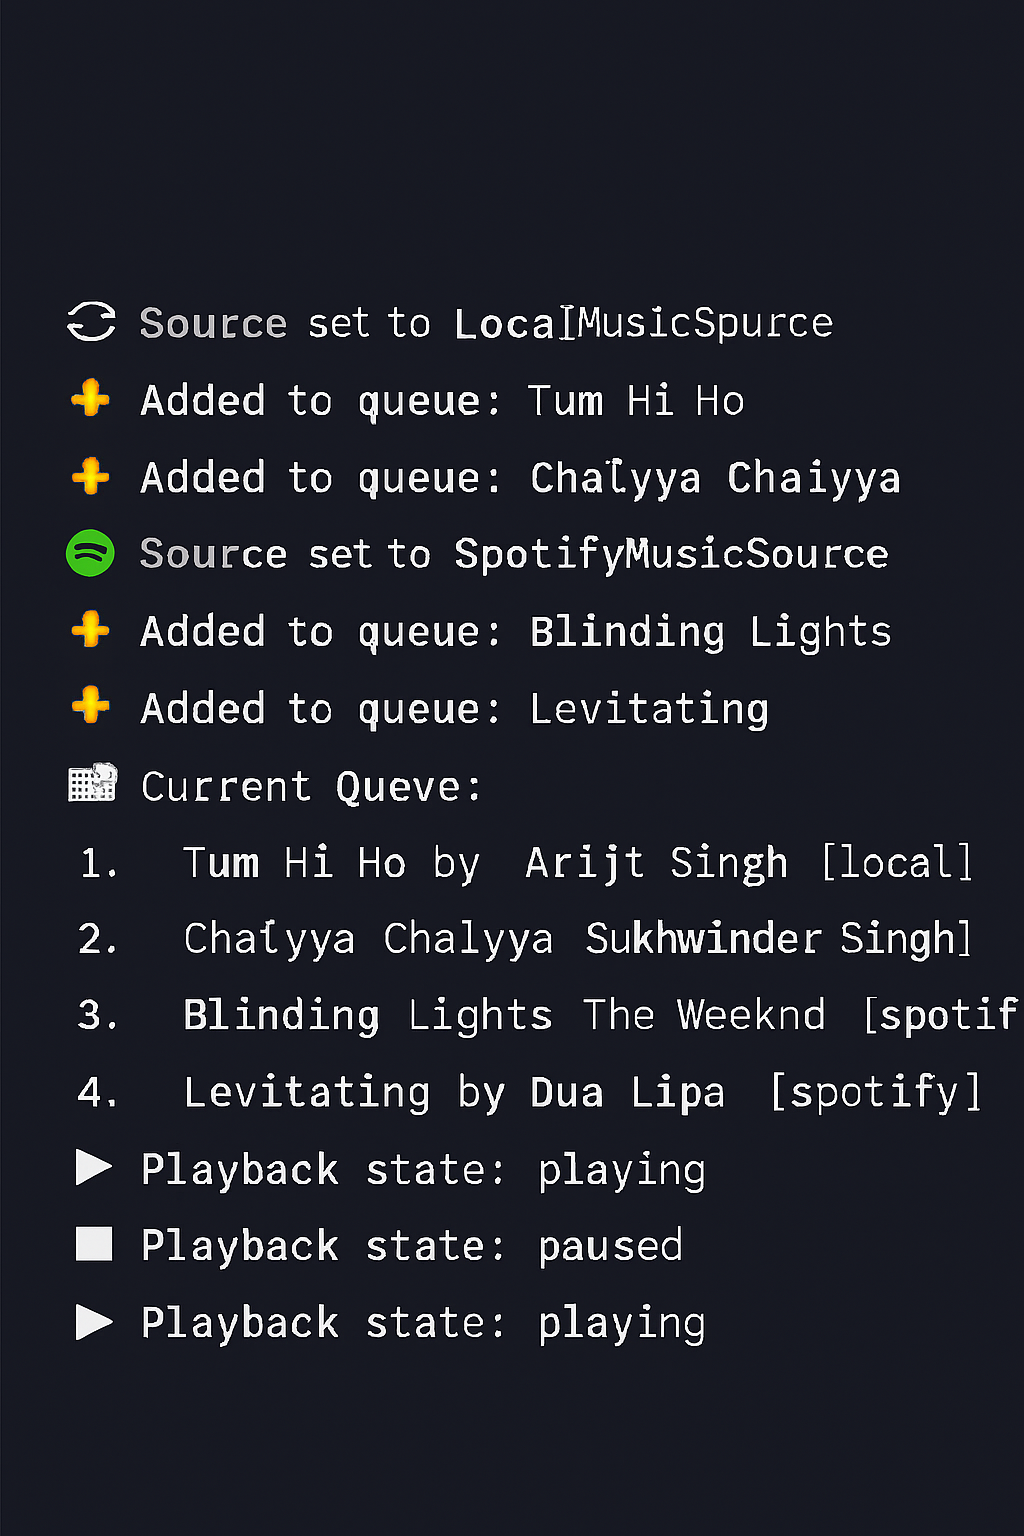 Source set to LocalMusicSpurce
Added to queue: Tum Hi Ho
Added to queue: Chalyya Chaiyya
Source set to SpotifyMusicSource
Added to queue: Blinding Lights
Added to queue: Levitating
Current Queve:
1. Tum Hi Ho by Arijt Singh [local]
2. Chalyya Chalyya Sukhwinder Singh]
3. Blinding Lights The Weeknd [spotif
4. Levitating by Dua Lipa [spotify]
Playback state: playing
Playback state: paused
Playback state: playing